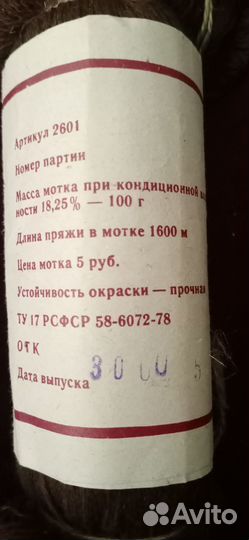 Артикул 2601
Номер партии
Масса мотка при кондиционной
ности 18,25% — 100 г
Длина пряжи в мотке 1600 м
Цена мотка 5 руб.
Устойчивость окраски — прочная
ТУ 17 РСФСР 58-6072-78
ОТК
Дата выпуска
Avito